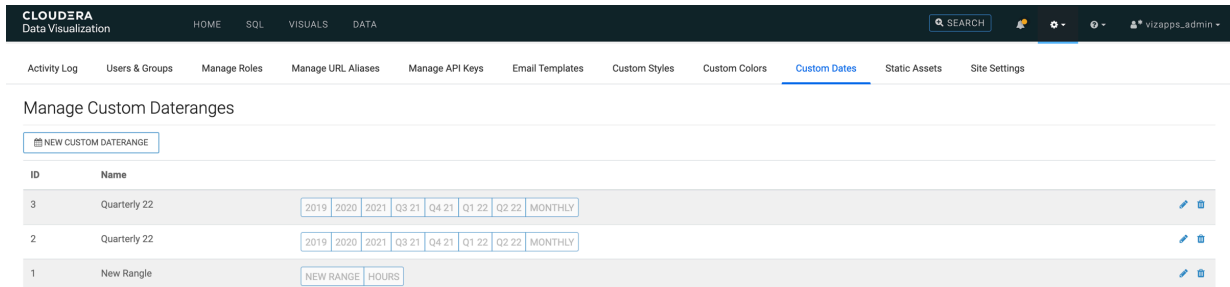 CLOUDERA
Data Visualization
HOME SQL VISUALS DATA
SEARCH
vizapps_admin
Activity Log Users & Groups Manage Roles Manage URL Aliases Manage API Keys Email Templates Custom Styles Custom Colors Custom Dates Static Assets Site Settings
Manage Custom Dateranges
NEW CUSTOM DATERANGE
ID Name
3 Quarterly 22 2019 2020 2021 Q3 21 Q4 21 Q1 22 Q2 22 MONTHLY
2 Quarterly 22 2019 2020 2021 Q3 21 Q4 21 Q1 22 Q2 22 MONTHLY
1 New Rangle NEW RANGE HOURS